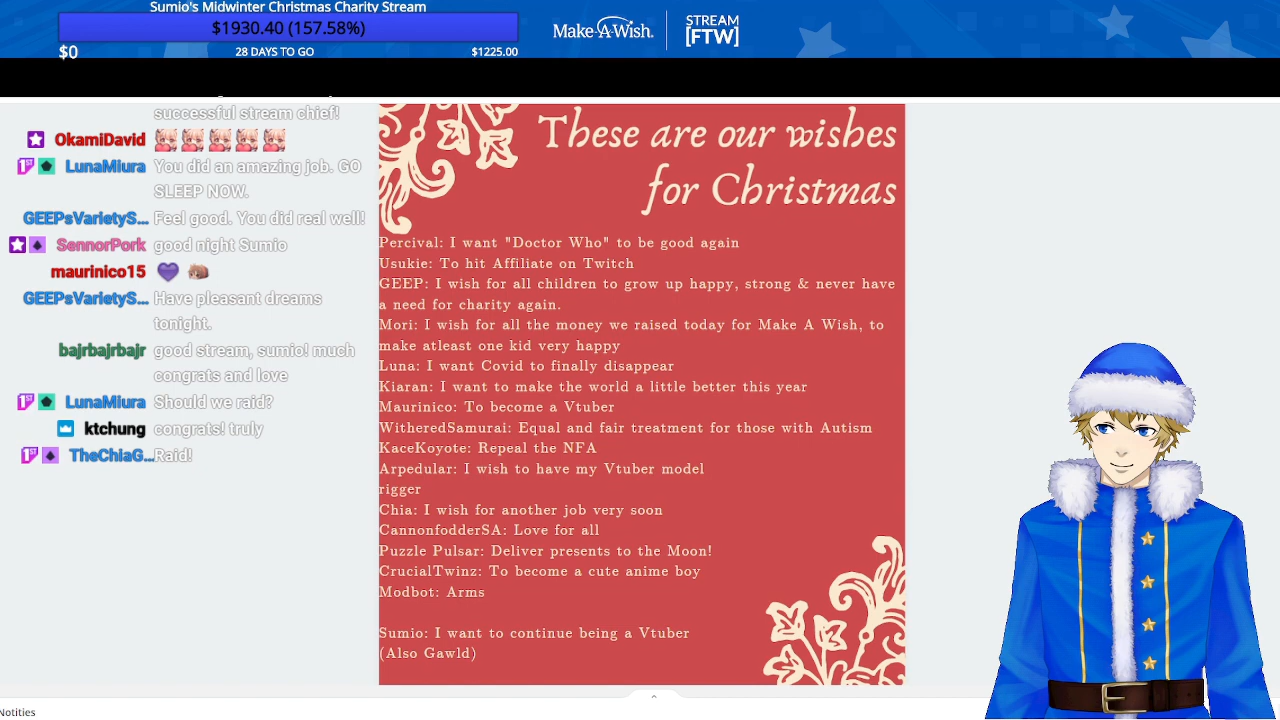 Sumio's Midwinter Christmas Charity Stream
$1930.40 (157.58%)
$0
28 DAYS TO GO
$1225.00
Make-A-Wish.
STREAM
[FTW]
successful stream chief!
OkamiDavid
LunaMiura You did an amazing job. GO
SLEEP NOW.
GEEPsVarietyS... Feel good. You did real well!
SennorPork good night Sumio
maurinico15
GEEPsVarietyS... Have pleasant dreams
tonight.
bajrbajrbajr good stream, sumio! much
congrats and love
LunaMiura Should we raid?
ktchung congrats! truly
TheChiaG... Raid!
These are our wishes
for Christmas
Percival: I want "Doctor Who" to be good again
Usukie: To hit Affiliate on Twitch
GEEP: I wish for all children to grow up happy, strong & never have
a need for charity again.
Mori: I wish for all the money we raised today for Make A Wish, to
make atleast one kid very happy
Luna: I want Covid to finally disappear
Kiaran: I want to make the world a little better this year
Maurinico: To become a Vtuber
WitheredSamurai: Equal and fair treatment for those with Autism
KaceKoyote: Repeal the NFA
Arpedular: I wish to have my Vtuber model
rigger
Chia: I wish for another job very soon
CannonfodderSA: Love for all
Puzzle Pulsar: Deliver presents to the Moon!
CrucialTwinz: To become a cute anime boy
Modbot: Arms
Sumio: I want to continue being a Vtuber
(Also Gawld)
Notities